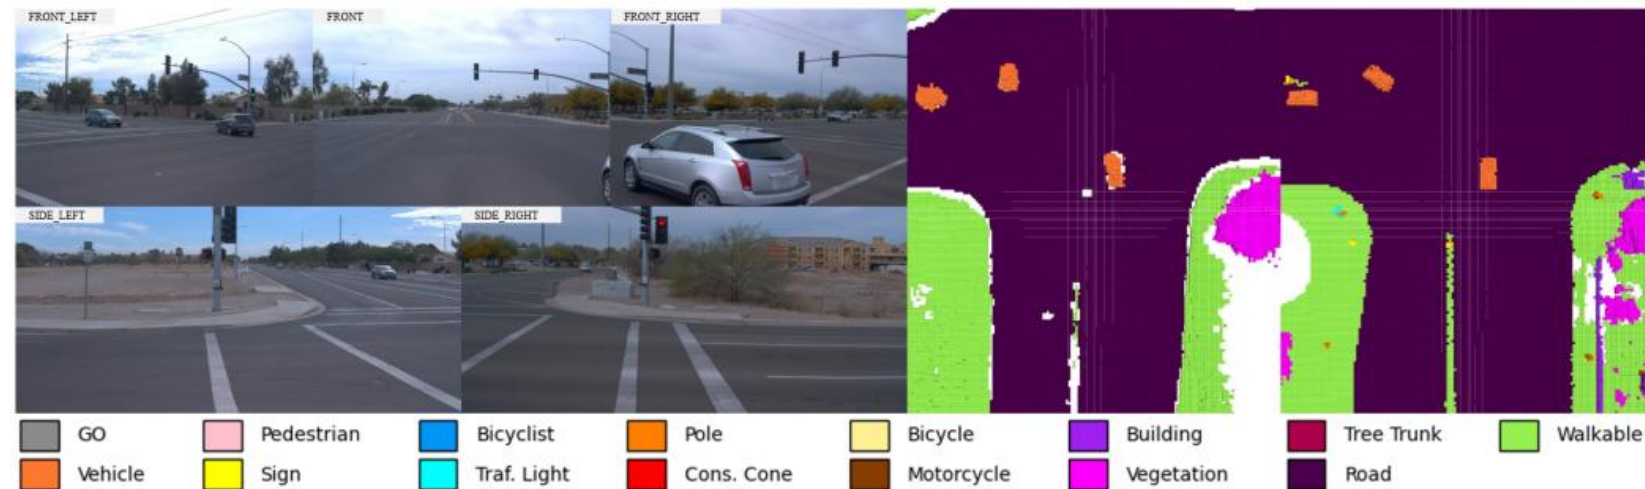 FRONT_LEFT FRONT FRONT_RIGHT
SIDE_LEFT SIDE_RIGHT
GO Pedestrian Bicyclist Pole Bicycle Building Tree Trunk Walkable
Vehicle Sign Traf. Light Cons. Cone Motorcycle Vegetation Road